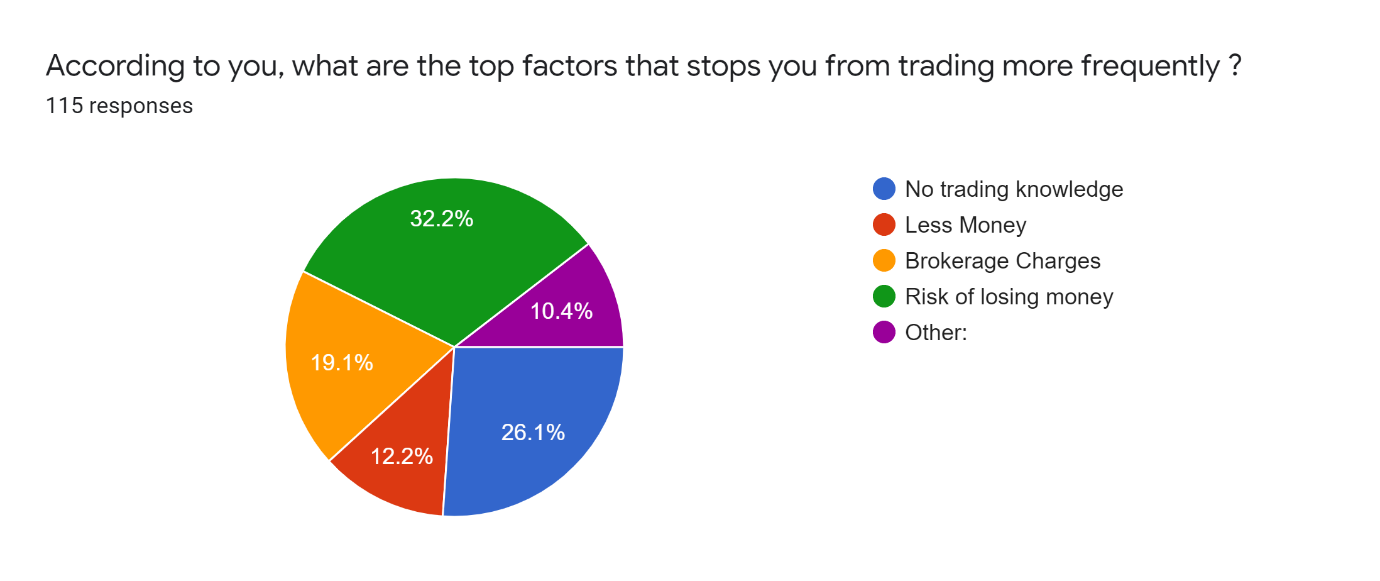 According to you, what are the top factors that stops you from trading more frequently ?
115 responses
32.2%
10.4%
19.1%
26.1%
12.2%
No trading knowledge
Less Money
Brokerage Charges
Risk of losing money
Other: